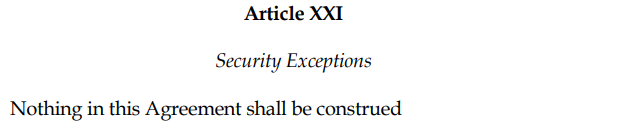 Article XXI
Security Exceptions
Nothing in this Agreement shall be construed